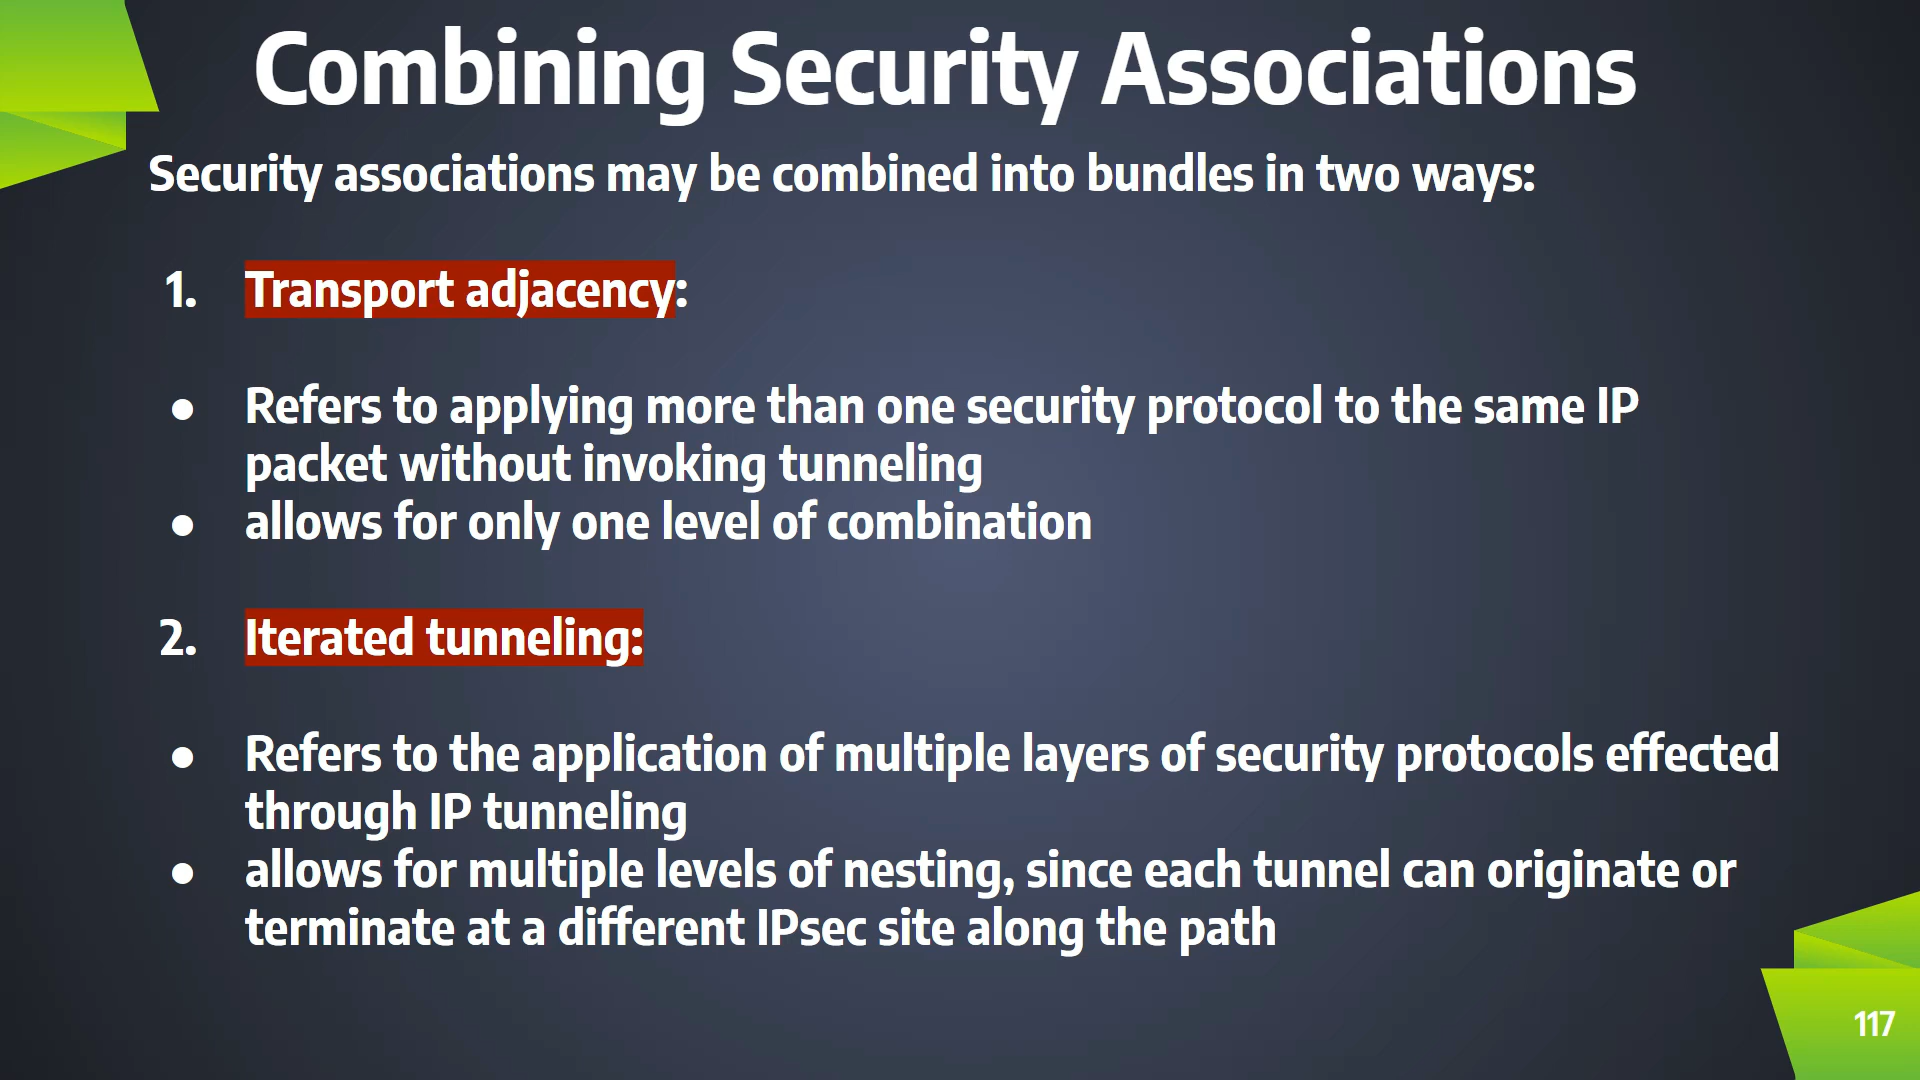 Combining Security Associations
Security associations may be combined into bundles in two ways:
1. Transport adjacency:
● Refers to applying more than one security protocol to the same IP
packet without invoking tunneling
● allows for only one level of combination
2. Iterated tunneling:
● Refers to the application of multiple layers of security protocols effected
through IP tunneling
● allows for multiple levels of nesting, since each tunnel can originate or
terminate at a different IPsec site along the path
117